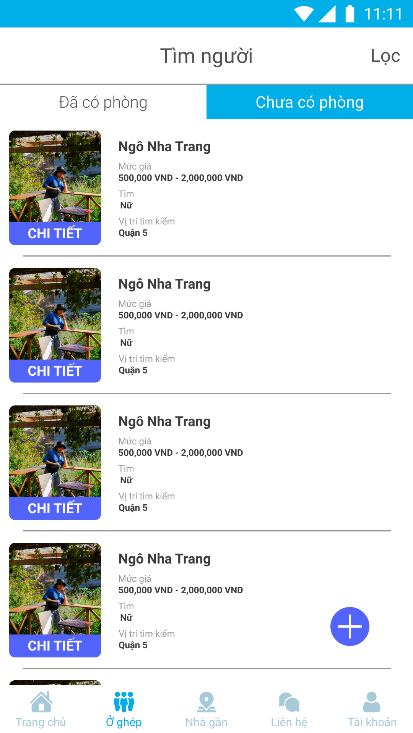 11:11
Tìm người
Lọc
Đã có phòng
Chưa có phòng
Ngô Nha Trang
Mức giá
500,000 VND - 2,000,000 VND
Tìm
Nữ
Vị trí tìm kiếm
Quận 5
CHI TIẾT
Ngô Nha Trang
Mức giá
500,000 VND - 2,000,000 VND
Tìm
Nữ
Vị trí tìm kiếm
Quận 5
CHI TIẾT
Ngô Nha Trang
Mức giá
500,000 VND - 2,000,000 VND
Tìm
Nữ
Vị trí tìm kiếm
Quận 5
CHI TIẾT
Ngô Nha Trang
Mức giá
500,000 VND - 2,000,000 VND
Tìm
Nữ
Vị trí tìm kiếm
Quận 5
CHI TIẾT
Trang chủ
Ở ghép
Nhà gần
Liên hệ
Tài khoản